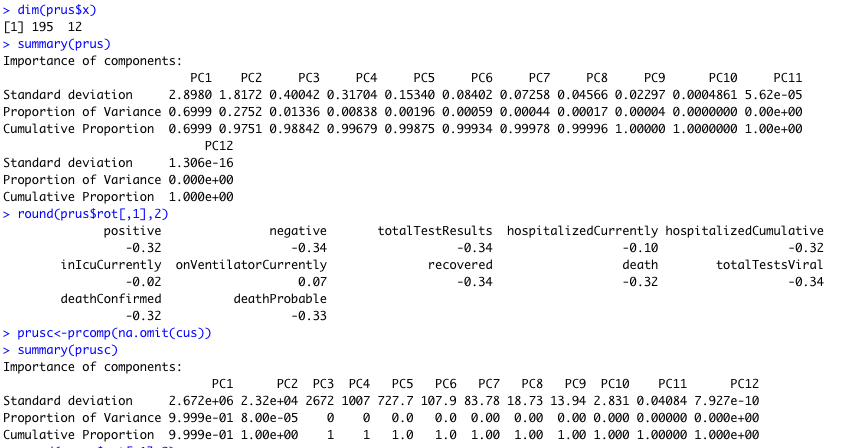 > dim(prus$x)
[1] 195  12
> summary(prus)
Importance of components:
                          PC1    PC2     PC3     PC4     PC5     PC6     PC7     PC8     PC9      PC10     PC11
Standard deviation     2.8980 1.8172 0.40042 0.31704 0.15340 0.08402 0.07258 0.04566 0.02297 0.0004861 5.62e-05
Proportion of Variance 0.6999 0.2752 0.01336 0.00838 0.00196 0.00059 0.00044 0.00017 0.00004 0.0000000 0.00e+00
Cumulative Proportion  0.6999 0.9751 0.98842 0.99679 0.99875 0.99934 0.99978 0.99996 1.00000 1.0000000 1.00e+00
                            PC12
Standard deviation     1.306e-16
Proportion of Variance 0.000e+00
Cumulative Proportion  1.000e+00
> round(prus$rot[,1],2)
              positive               negative       totalTestResults  hospitalizedCurrently hospitalizedCumulative
                 -0.32                  -0.34                  -0.34                  -0.10                  -0.32
        inIcuCurrently  onVentilatorCurrently              recovered                  death        totalTestsViral
                 -0.02                   0.07                  -0.34                  -0.32                  -0.34
        deathConfirmed          deathProbable
                 -0.32                  -0.33
> prusc<-prcomp(na.omit(cus))
> summary(prusc)
Importance of components:
                             PC1      PC2  PC3  PC4   PC5   PC6   PC7   PC8   PC9  PC10    PC11      PC12
Standard deviation     2.672e+06 2.32e+04 2672 1007 727.7 107.9 83.78 18.73 13.94 2.831 0.04084 7.927e-10
Proportion of Variance 9.999e-01 8.00e-05    0    0   0.0   0.0  0.00  0.00  0.00 0.000 0.00000 0.000e+00
Cumulative Proportion  9.999e-01 1.00e+00    1    1   1.0   1.0  1.00  1.00  1.00 1.000 1.00000 1.000e+00